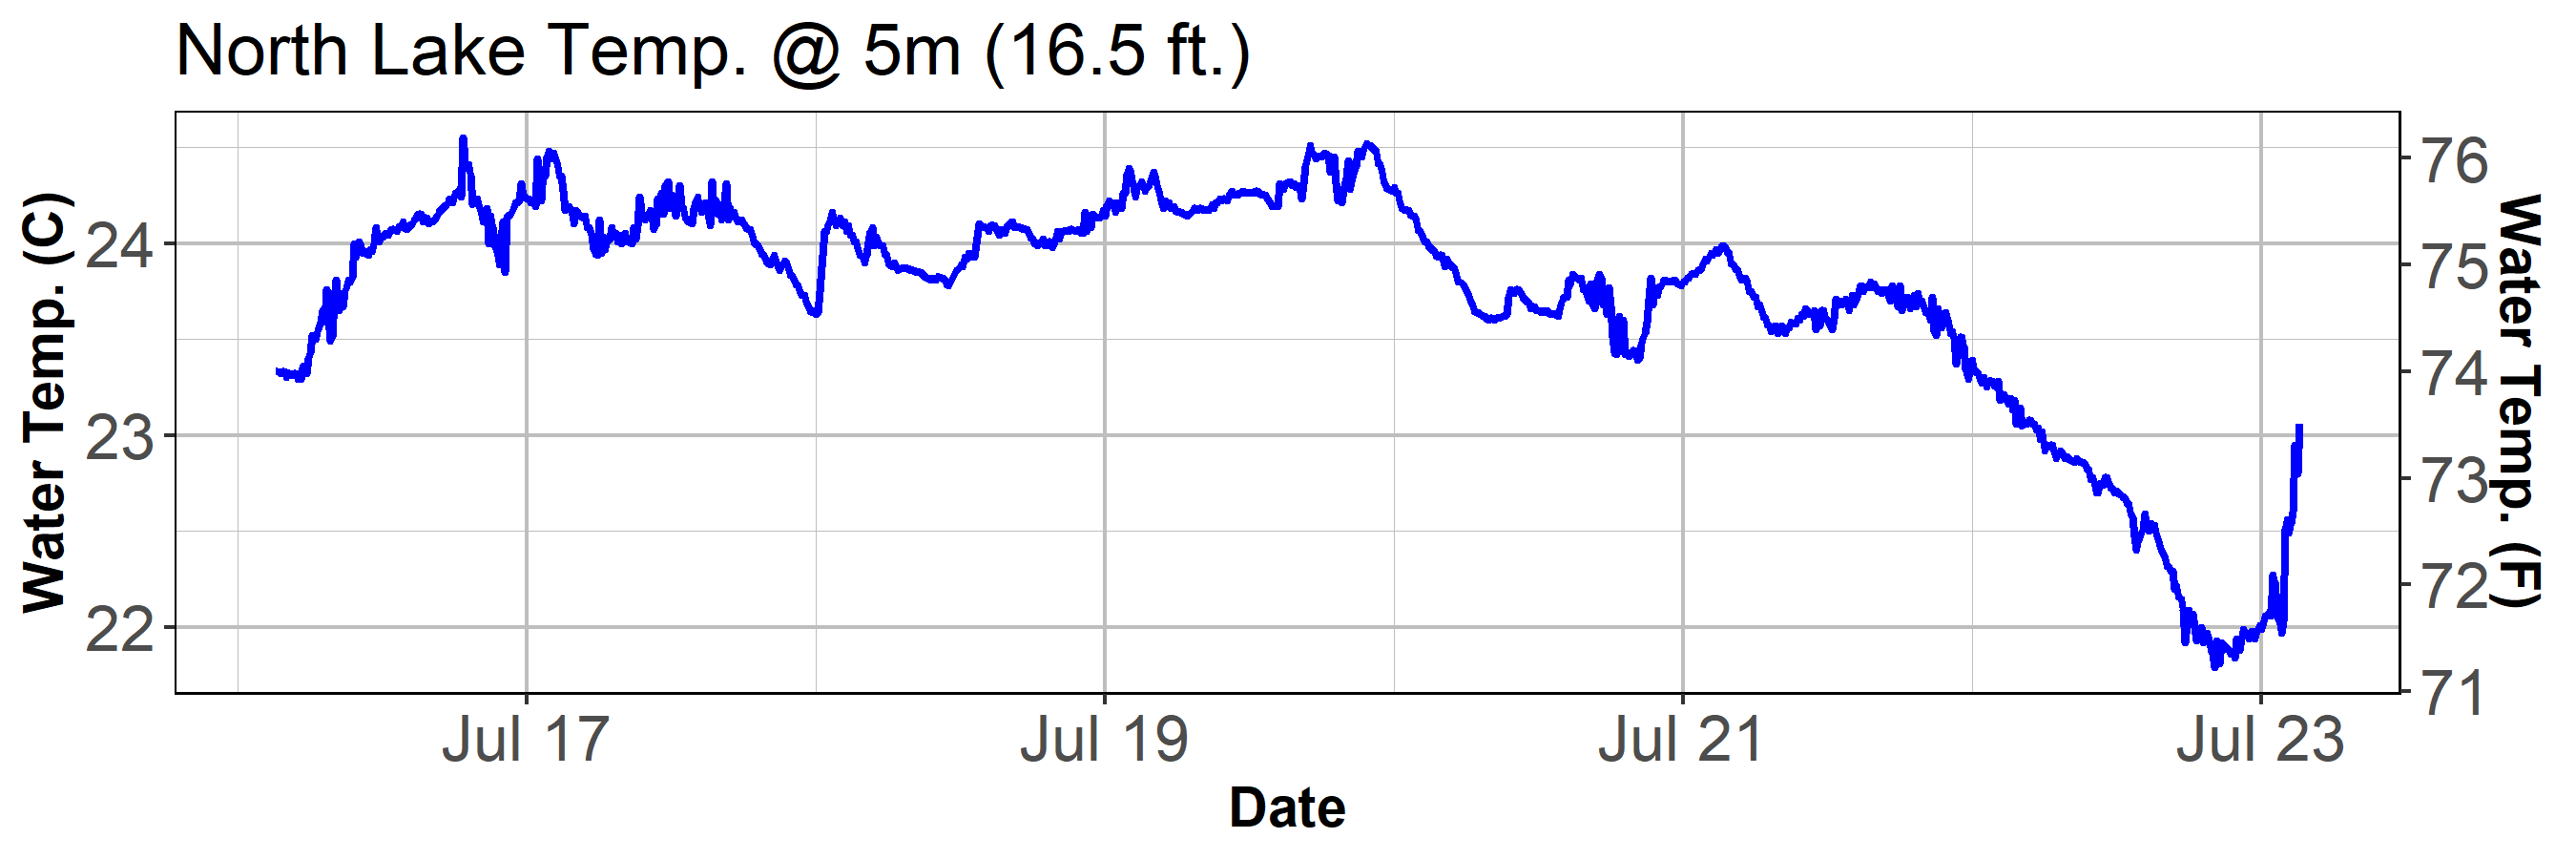 North Lake Temp. @ 5m (16.5 ft.)
Water Temp. (C)
24
23
22
76
75
74
73
72
71
Water Temp. (F)
Jul 17 Jul 19 Jul 21 Jul 23
Date